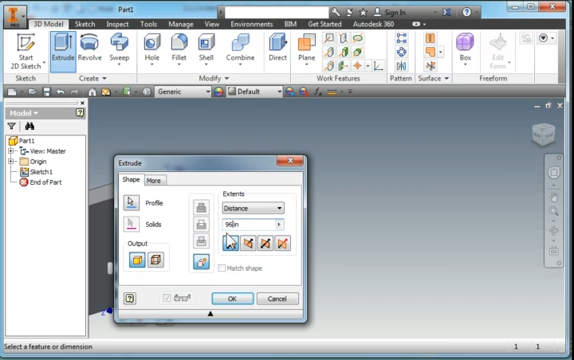 Part1
Sign In
PRO
3D Model Sketch Inspect Tools Manage View Environments BIM Get Started Autodesk 360
Start
2D Sketch
Extrude
Revolve
Sweep
Hole
Fillet
Shell
Combine
Direct
Plane
Box
Edit
Form
Sketch Create Modify Work Features Pattern Surface Freeform
Generic
Default
Model
Part1
View: Master
Origin
Sketch1
End of Part
Extrude
Shape
More
Profile
Solids
Output
Extents
Distance
96in
Match shape
OK
Cancel
Select a feature or dimension
1 1